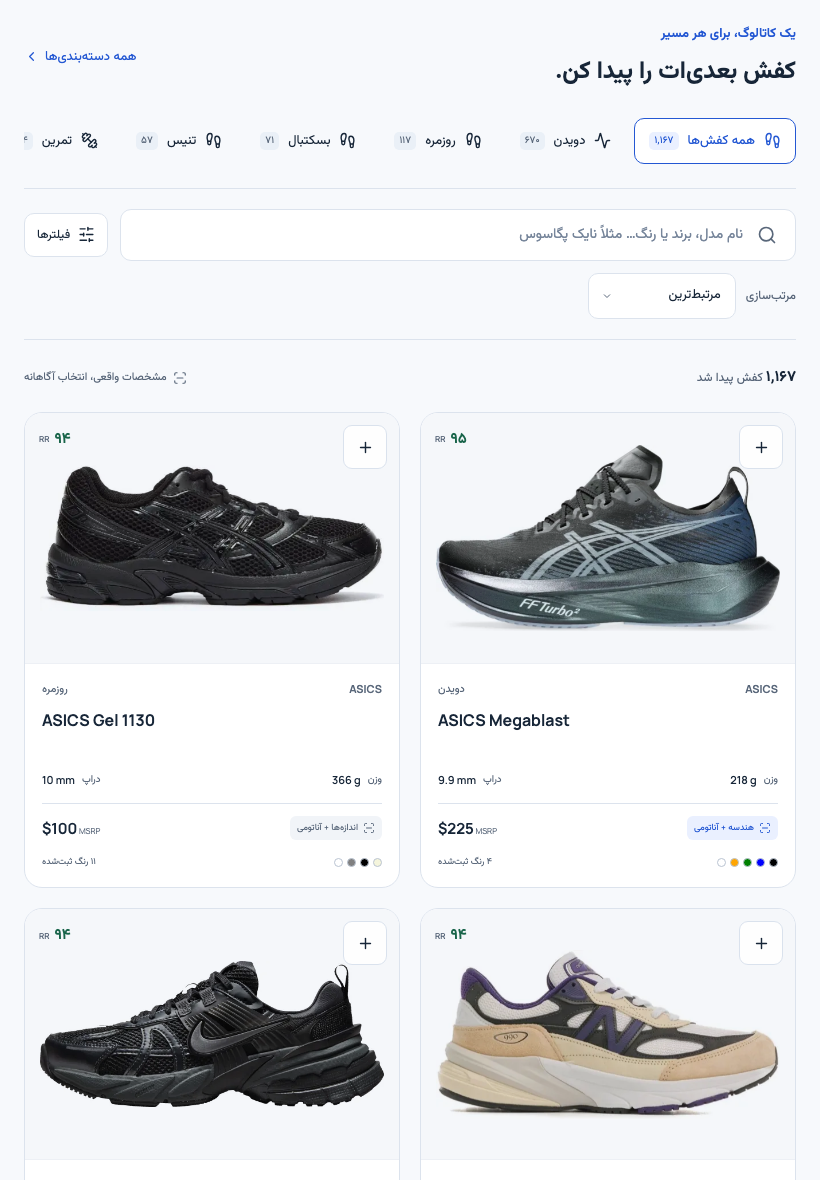 یک کاتالوگ، برای هر مسیر
کفش بعدی‌ات را پیدا کن.
همه دسته‌بندی‌ها
همه کفش‌ها ۱,۱۶۷
دویدن ۶۷۰
روزمره ۱۱۷
بسکتبال ۷۱
تنیس ۵۷
تمرین
نام مدل، برند یا رنگ… مثلاً نایک پگاسوس
فیلترها
مرتب‌سازی
مرتبط‌ترین
۱,۱۶۷ کفش پیدا شد
مشخصات واقعی، انتخاب آگاهانه
RR ۹۵
FF Turbo²
ASICS
دویدن
ASICS Megablast
وزن 218 g
دراپ 9.9 mm
هندسه + آناتومی
$225 MSRP
۴ رنگ ثبت‌شده
RR ۹۴
ASICS
روزمره
ASICS Gel 1130
وزن 366 g
دراپ 10 mm
اندازه‌ها + آناتومی
$100 MSRP
۱۱ رنگ ثبت‌شده
RR ۹۴
990
N
RR ۹۴